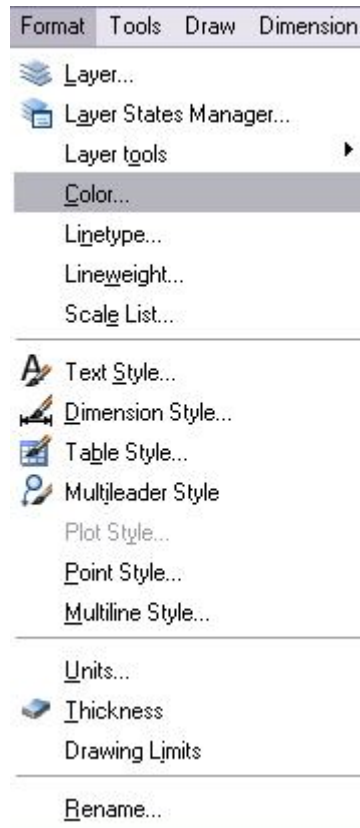 Format Tools Draw Dimension
Layer...
Layer States Manager...
Layer tools
Color...
Linetype...
Lineweight...
Scale List...
Text Style...
Dimension Style...
Table Style...
Multileader Style
Plot Style...
Point Style...
Multiline Style...
Units...
Thickness
Drawing Limits
Rename...